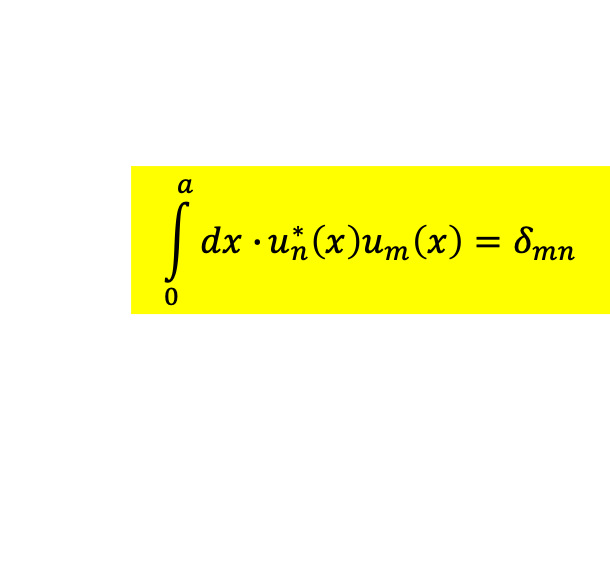 ∫₀ᵃ dx · uₙ*(x)uₘ(x) = δₘₙ